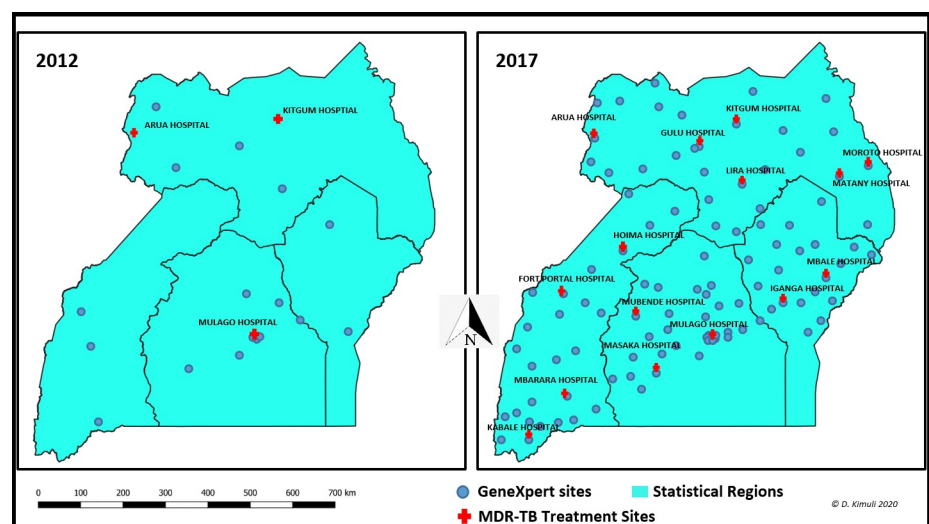 2012
KITGUM HOSPTIAL
ARUA HOSPITAL
MULAGO HOSPITAL
2017
KITGUM HOSPITAL
ARUA HOSPITAL
GULU HOSPITAL
MOROTO HOSPITAL
LIRA HOSPITAL
MATANY HOSPITAL
HOIMA HOSPITAL
MBALE HOSPITAL
FORT PORTAL HOSPITAL
IGANGA HOSPITAL
MUBENDE HOSPITAL
MULAGO HOSPITAL
MASAKA HOSPITAL
MBARARA HOSPITAL
KABALE HOSPITAL
N
0 100 200 300 400 500 600 700 km
GeneXpert sites
Statistical Regions
MDR-TB Treatment Sites
© D. Kimuli 2020